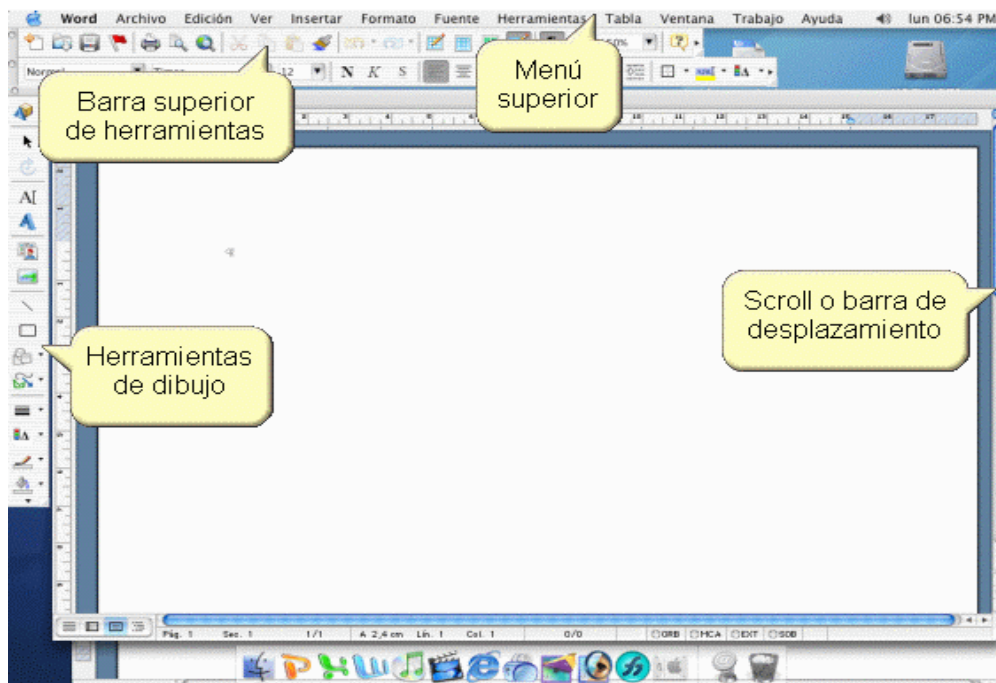 Word Archivo Edición Ver Insertar Formato Fuente Herramientas Tabla Ventana Trabajo Ayuda lun 06:54 PM
12 N K S
Barra superior
de herramientas
Menú
superior
AI
A
Scroll o barra de
desplazamiento
Herramientas
de dibujo
Pág. 1 Sec. 1 1/1 A 2,4 cm Lín. 1 Col. 1 0/0 GRB MCA EXT SOB